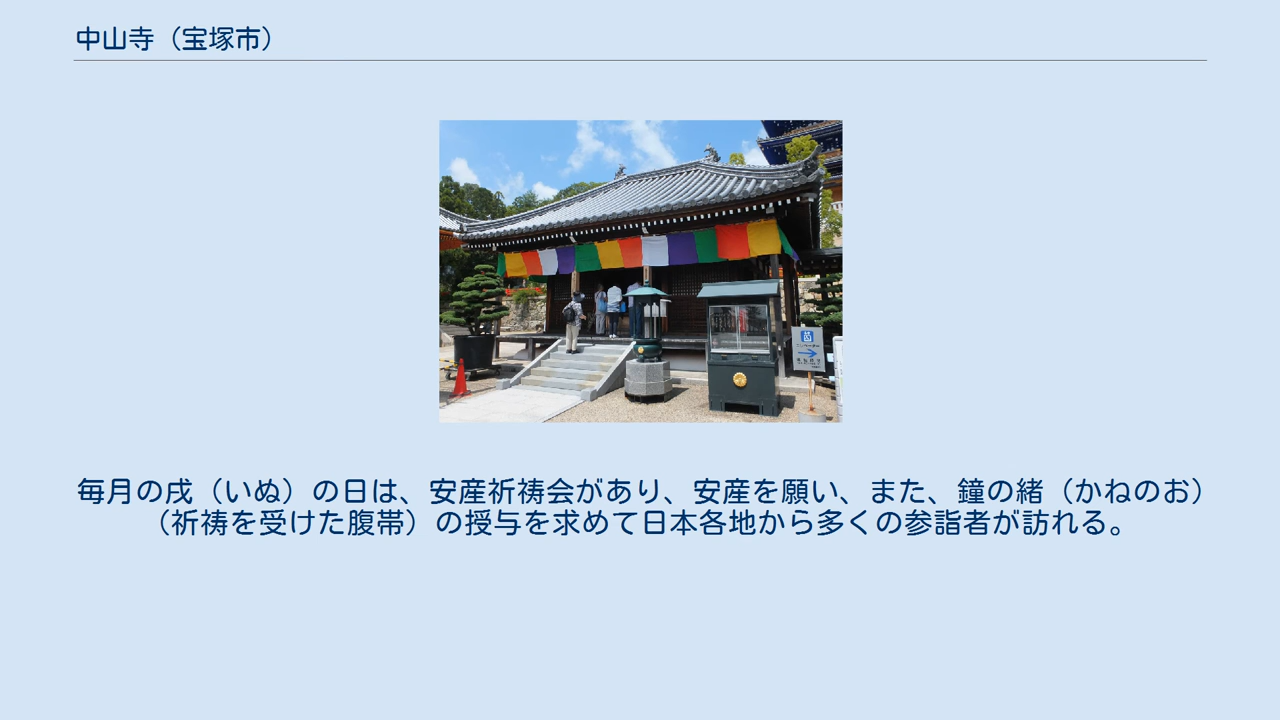 中山寺（宝塚市）
毎月の戌（いぬ）の日は、安産祈祷会があり、安産を願い、また、鐘の緒（かねのお）
（祈祷を受けた腹帯）の授与を求めて日本各地から多くの参詣者が訪れる。